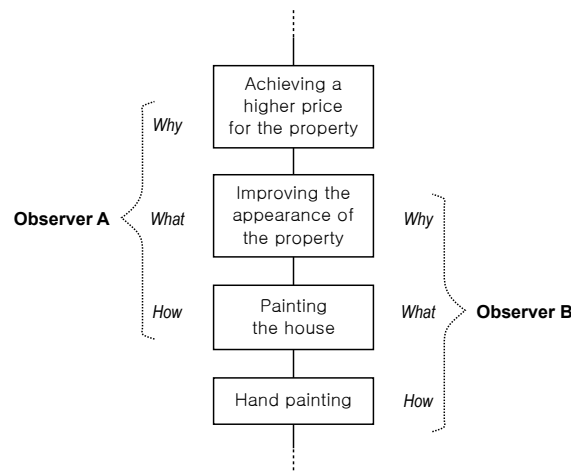 Achieving a
higher price
for the property
Why
Improving the
appearance of
the property
Observer A
What
Why
How
Painting
the house
What
Observer B
Hand painting
How